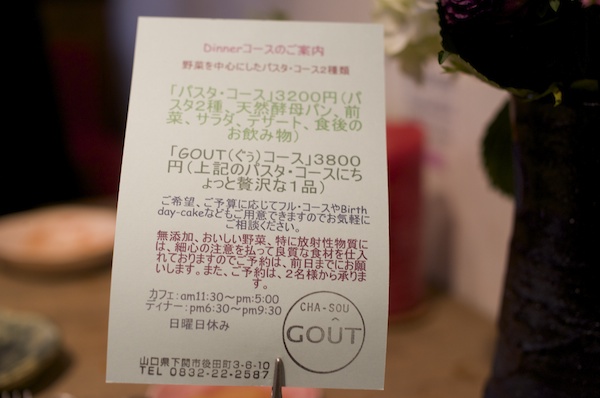 Dinnerコースのご案内
野菜を中心にしたパスタ・コース2種類
「パスタ・コース」3200円(パ
スタ2種、天然酵母パン、前
菜、サラダ、デザート、食後の
お飲み物)
「GOUT(ぐぅ)コース」3800
円(上記のパスタ・コースにち
ょっと贅沢な1品)
ご希望、ご予算に応じてフル・コースやBirth
day-cakeなどもご用意できますのでお気軽に
ご相談ください。
無添加、おいしい野菜、特に放射性物質に
は、細心の注意を払って良質な食材を仕入
れておりますのでご予約は、前日までにお願
いします。また、ご予約は、2名様から承りま
す。
カフェ:am11:30～pm:5:00
ディナー:pm6:30～pm9:30
日曜日休み
CHA-SOU
GOÛT
山口県下関市後田町3-6-10
TEL 0832-22-2587